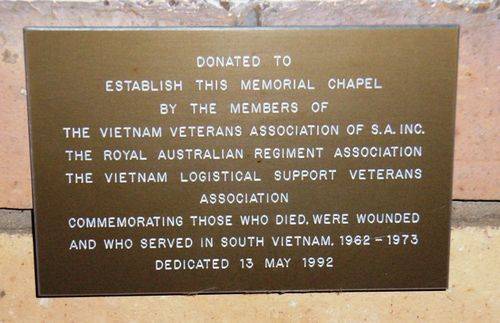 DONATED TO
ESTABLISH THIS MEMORIAL CHAPEL
BY THE MEMBERS OF
THE VIETNAM VETERANS ASSOCIATION OF S.A. INC.
THE ROYAL AUSTRALIAN REGIMENT ASSOCIATION
THE VIETNAM LOGISTICAL SUPPORT VETERANS
ASSOCIATION
COMMEMORATING THOSE WHO DIED, WERE WOUNDED
AND WHO SERVED IN SOUTH VIETNAM, 1962 - 1973
DEDICATED 13 MAY 1992